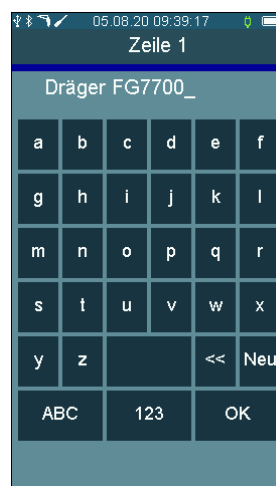 05.08.20 09:39:17
Zeile 1
Dräger FG7700_
a b c d e f
g h i j k l
m n o p q r
s t u v w x
y z << Neu
ABC 123 OK